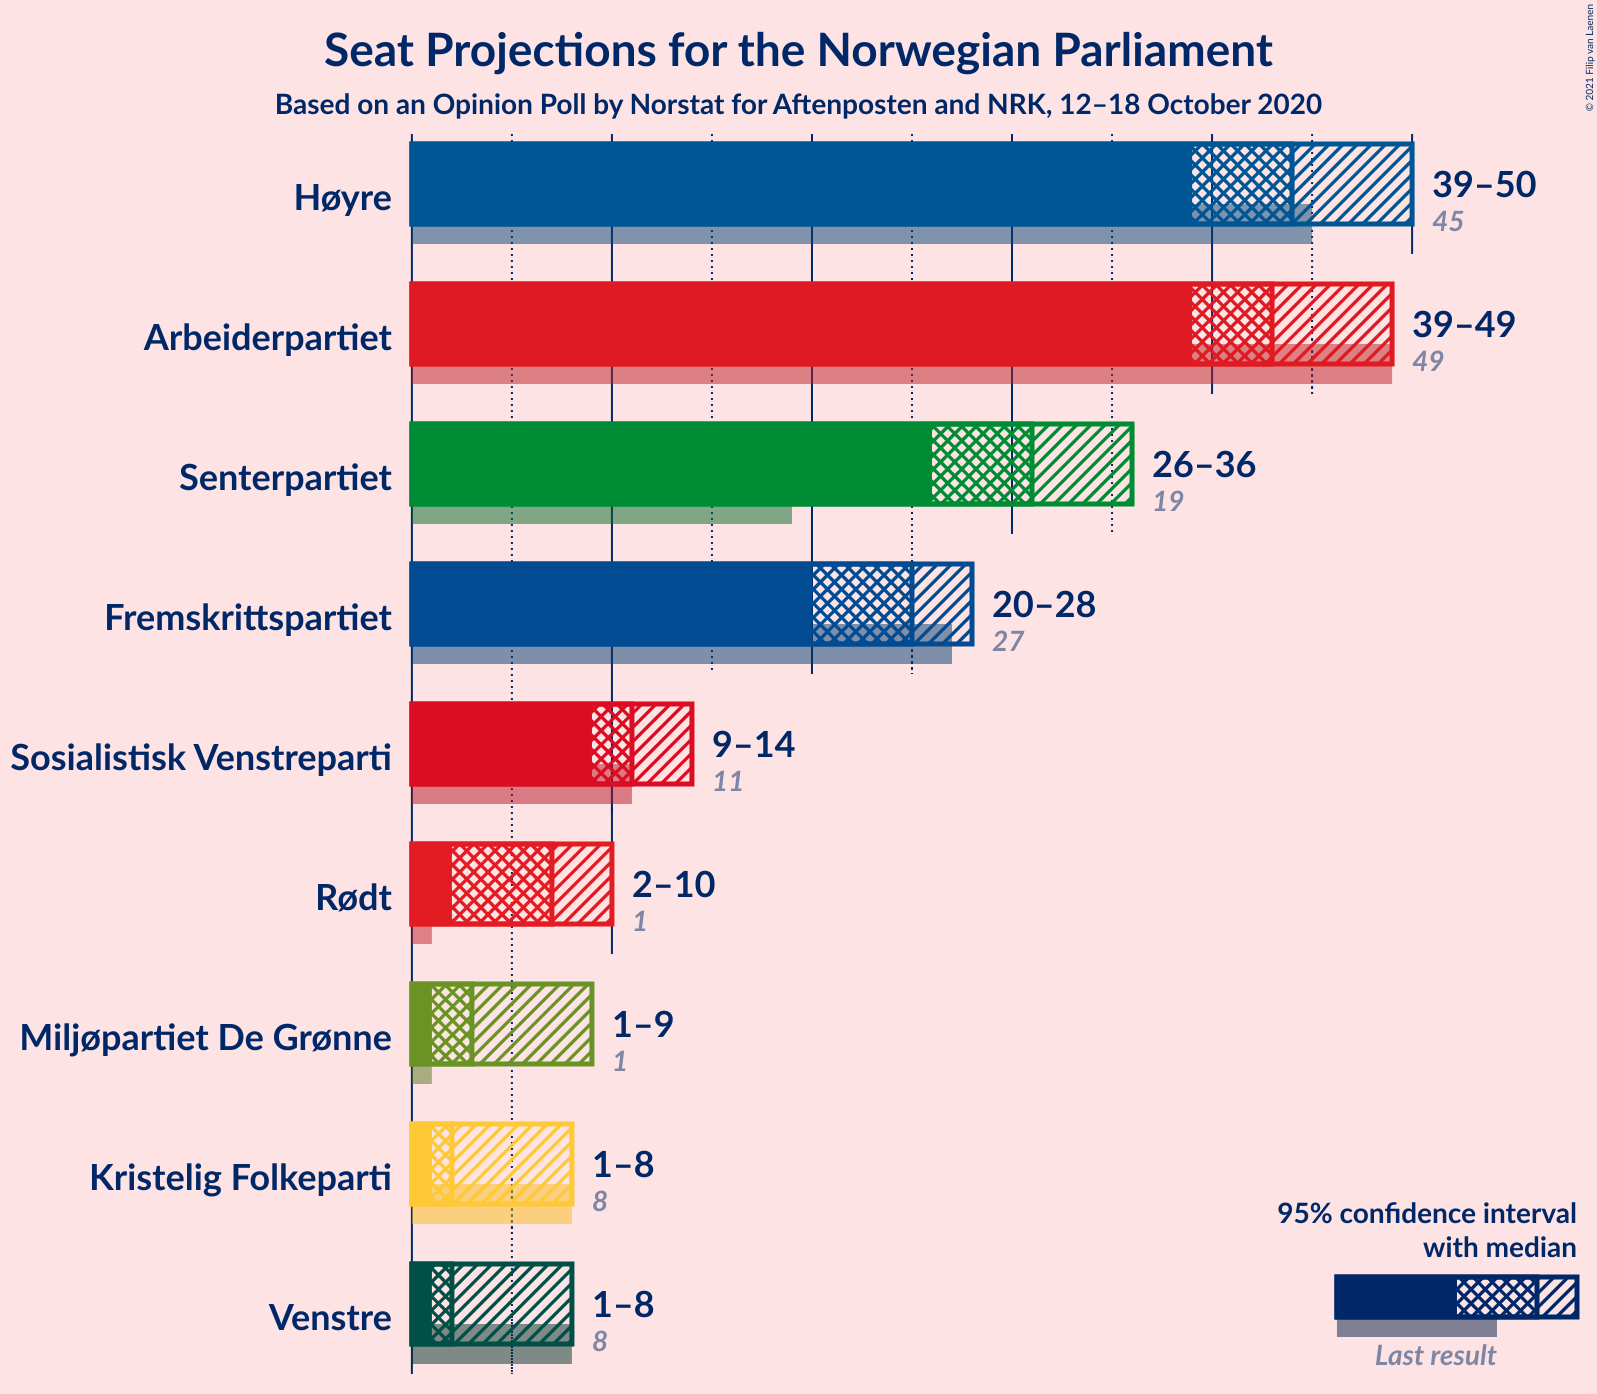 Seat Projections for the Norwegian Parliament
Based on an Opinion Poll by Norstat for Aftenposten and NRK, 12–18 October 2020
© 2021 Filip van Laenen
Høyre
39–50
45
Arbeiderpartiet
39–49
49
Senterpartiet
26–36
19
Fremskrittspartiet
20–28
27
Sosialistisk Venstreparti
9–14
11
Rødt
2–10
1
Miljøpartiet De Grønne
1–9
1
Kristelig Folkeparti
1–8
8
Venstre
1–8
8
95% confidence interval
with median
Last result